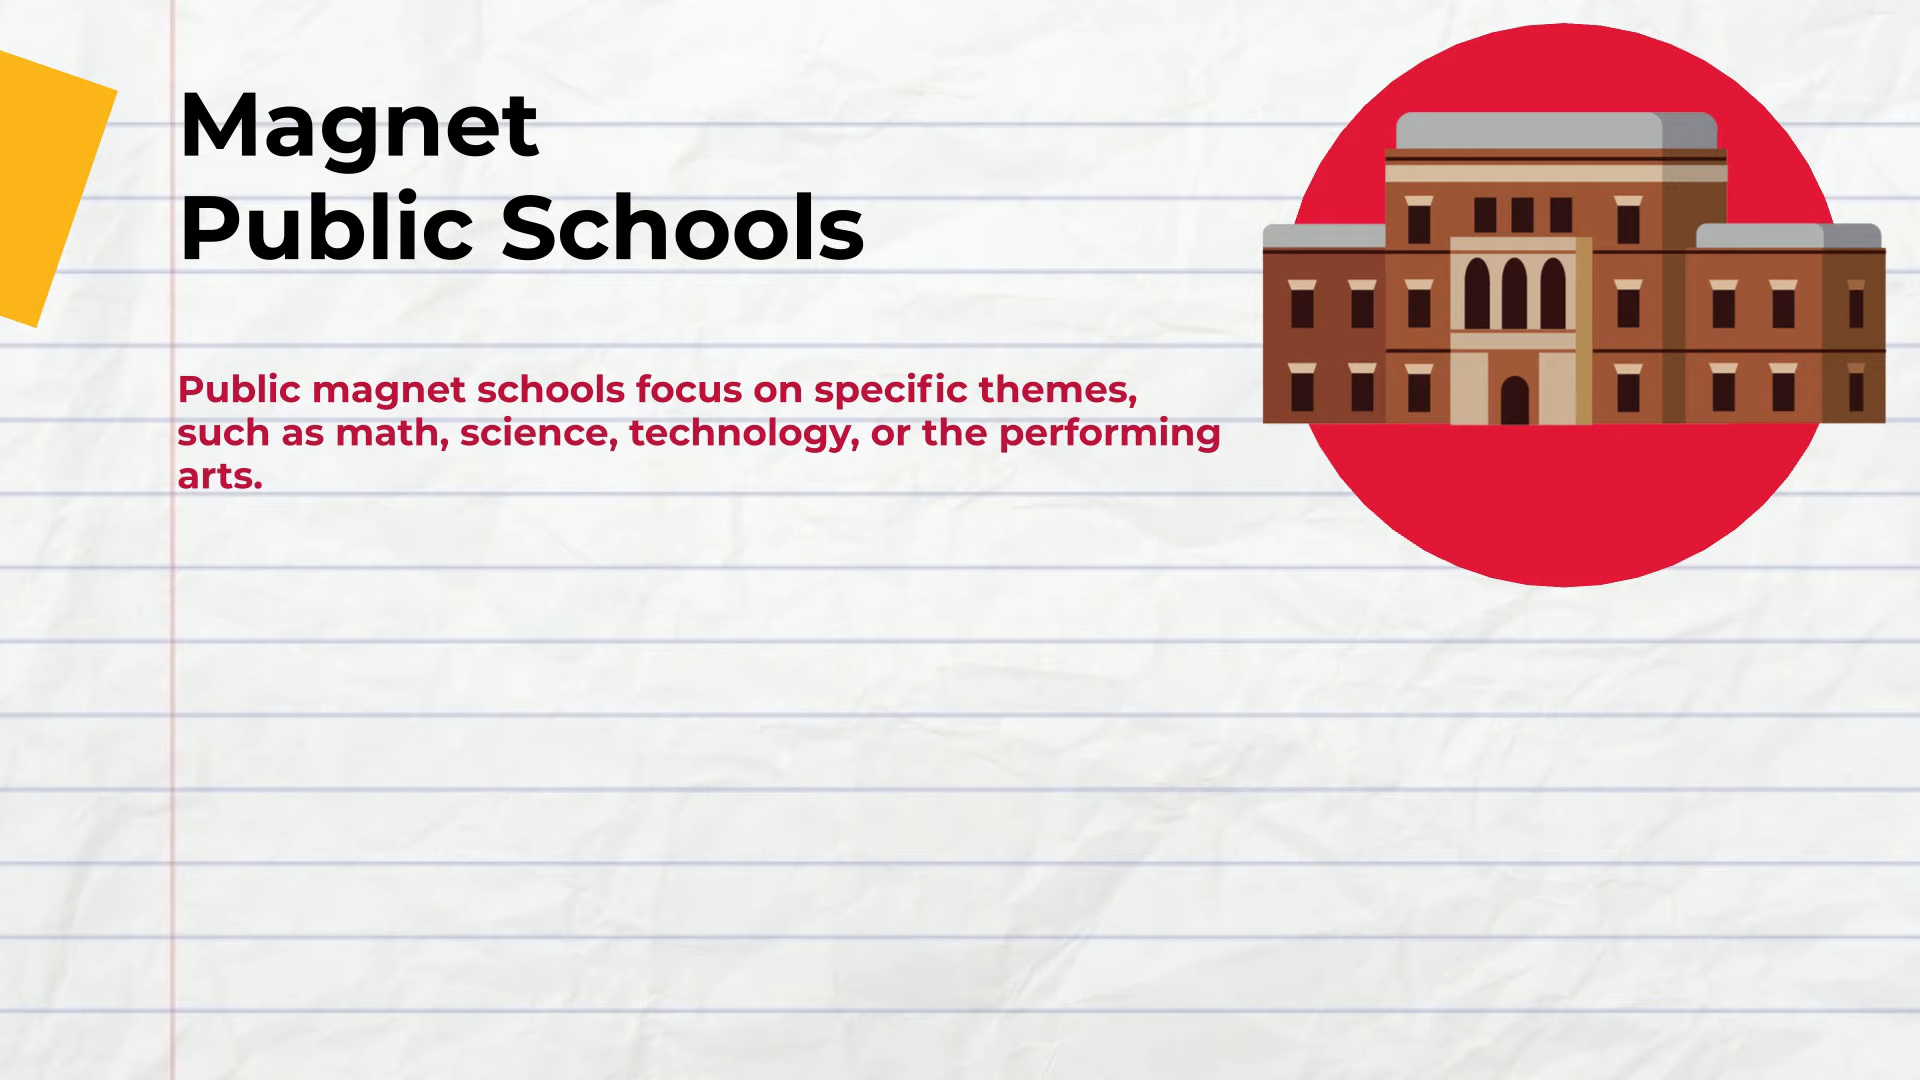 Magnet
Public Schools
Public magnet schools focus on specific themes,
such as math, science, technology, or the performing
arts.